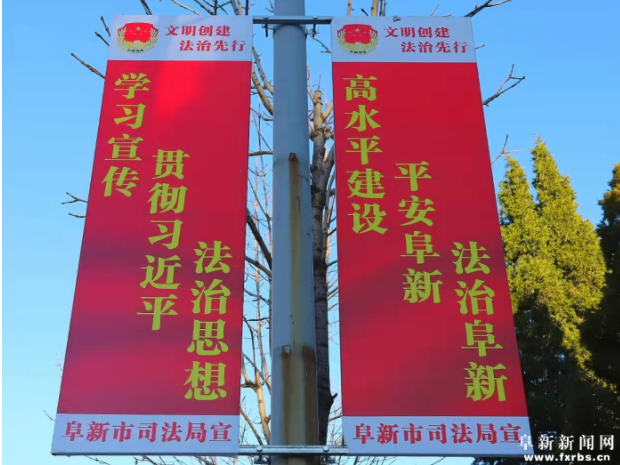 文明创建
法治先行
学习宣传
贯彻习近平
法治思想
阜新市司法局宣
文明创建
法治先行
高水平建设
平安阜新
法治阜新
阜新市司法局宣
阜新新闻网
www.fxrbs.cn